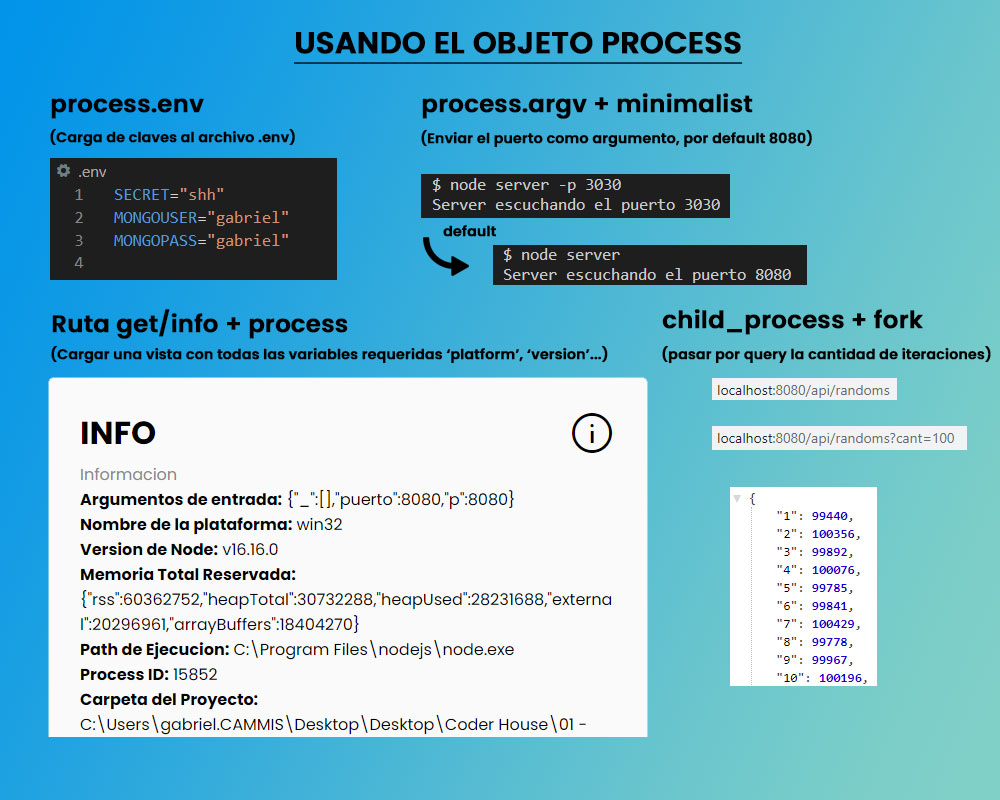 USANDO EL OBJETO PROCESS
process.env
(Carga de claves al archivo .env)
.env
1 SECRET="shh"
2 MONGOUSER="gabriel"
3 MONGOPASS="gabriel"
4
process.argv + minimalist
(Enviar el puerto como argumento, por default 8080)
$ node server -p 3030
Server escuchando el puerto 3030
default
$ node server
Server escuchando el puerto 8080
Ruta get/info + process
(Cargar una vista con todas las variables requeridas ‘platform’, ‘version’...)
INFO
i
Informacion
Argumentos de entrada: {"_":[],"puerto":8080,"p":8080}
Nombre de la plataforma: win32
Version de Node: v16.16.0
Memoria Total Reservada:
{"rss":60362752,"heapTotal":30732288,"heapUsed":28231688,"externa
l":20296961,"arrayBuffers":18404270}
Path de Ejecucion: C:\Program Files\nodejs\node.exe
Process ID: 15852
Carpeta del Proyecto:
C:\Users\gabriel.CAMMIS\Desktop\Desktop\Coder House\01 -
child_process + fork
(pasar por query la cantidad de iteraciones)
localhost:8080/api/randoms
localhost:8080/api/randoms?cant=100
{
"1": 99440,
"2": 100356,
"3": 99892,
"4": 100076,
"5": 99785,
"6": 99841,
"7": 100429,
"8": 99778,
"9": 99967,
"10": 100196,